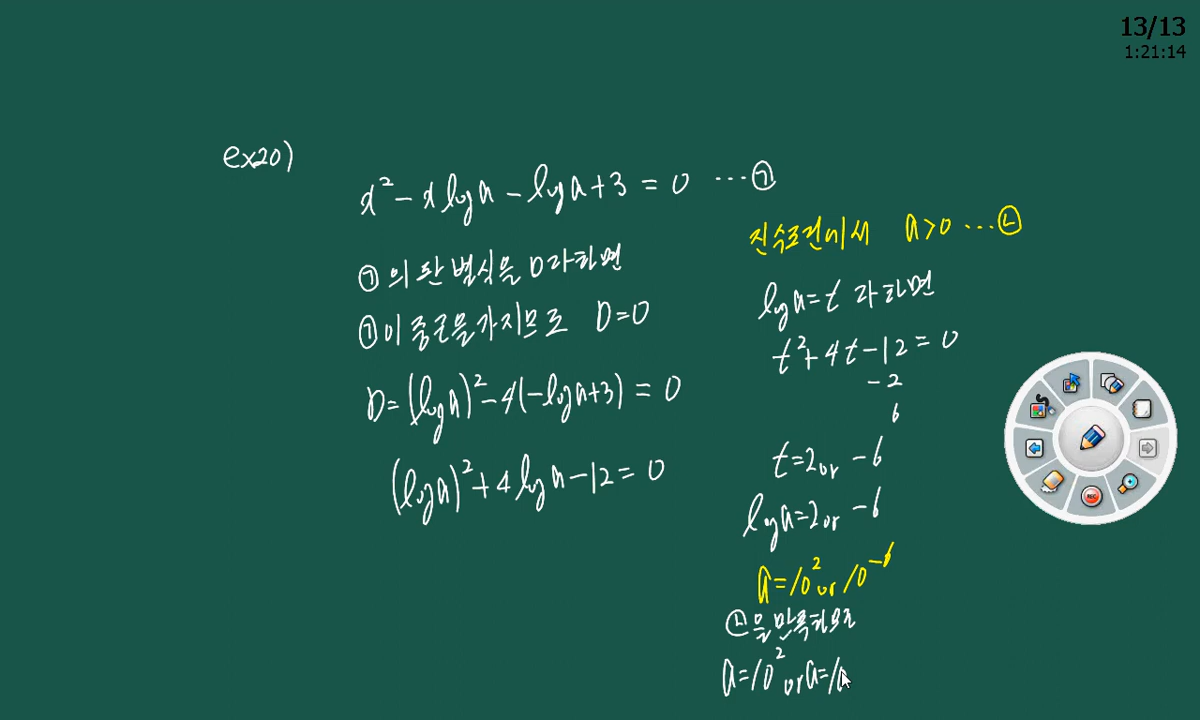 13/13
1:21:14
ex20)
x² - x log a - log a + 3 = 0 ... ㉠
㉠의 판별식을 D라하면
㉠이 중근을 가지므로 D=0
D = (log a)² - 4(-log a + 3) = 0
(log a)² + 4 log a - 12 = 0
진수조건에서 a > 0 ... ㉡
log a = t 라하면
t² + 4t - 12 = 0
-2
6
t = 2 or -6
log a = 2 or -6
a = 10² or 10⁻⁶
㉡을 만족하므로
a = 10² or a = 10
REC